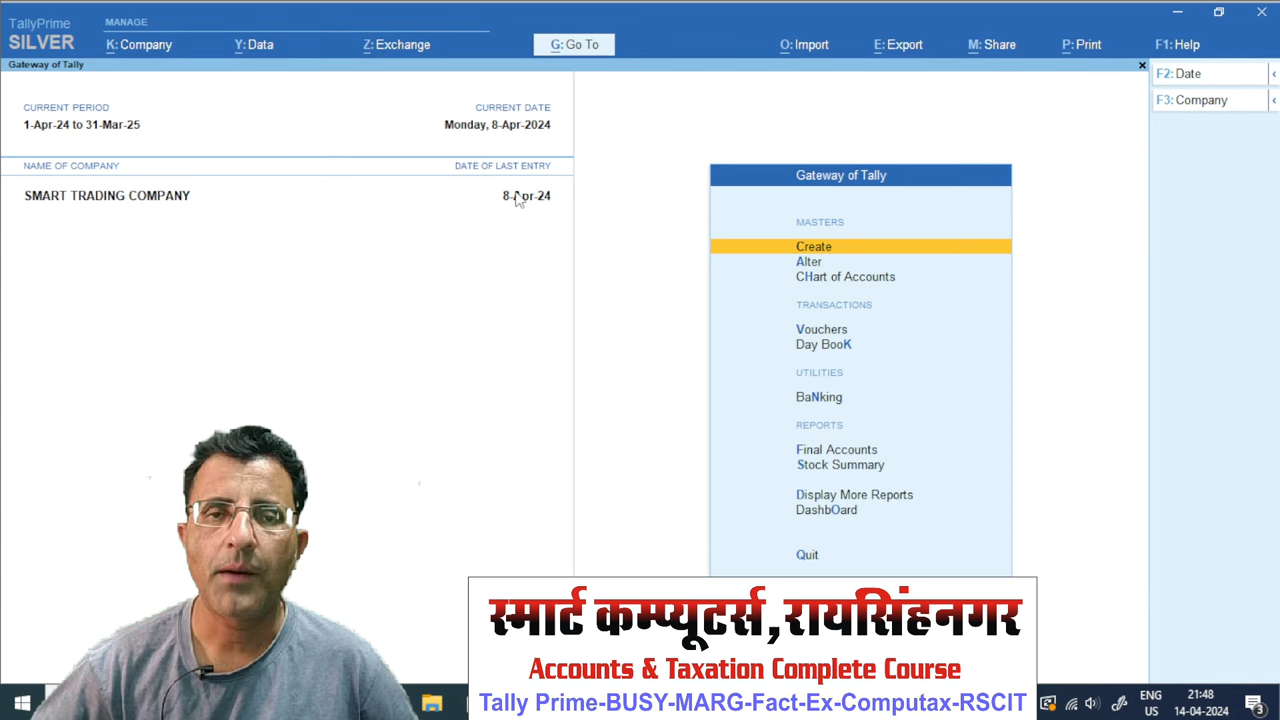 TallyPrime
SILVER
MANAGE
K: Company
Y: Data
Z: Exchange
G: Go To
O: Import
E: Export
M: Share
P: Print
F1: Help
Gateway of Tally
F2: Date
F3: Company
CURRENT PERIOD
CURRENT DATE
1-Apr-24 to 31-Mar-25
Monday, 8-Apr-2024
NAME OF COMPANY
DATE OF LAST ENTRY
SMART TRADING COMPANY
8-Apr-24
Gateway of Tally
MASTERS
Create
Alter
CHart of Accounts
TRANSACTIONS
Vouchers
Day BooK
UTILITIES
BaNking
REPORTS
Final Accounts
Stock Summary
Display More Reports
DashbOard
Quit
स्मार्ट कम्प्यूटर्स,रायसिंहनगर
Accounts & Taxation Complete Course
Tally Prime-BUSY-MARG-Fact-Ex-Computax-RSCIT
ENG
US
21:48
14-04-2024
3